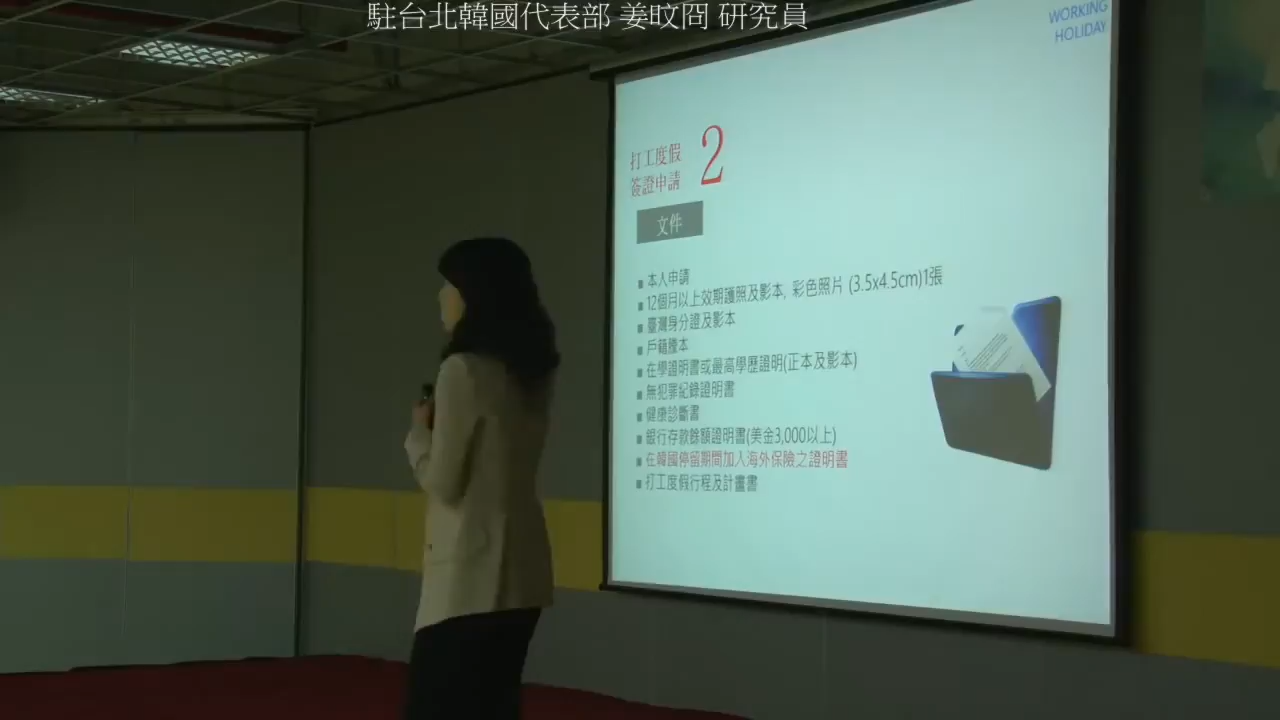 駐台北韓國代表部 姜旼冏 研究員
WORKING
HOLIDAY
打工度假
簽證申請
2
文件
■ 本人申請
■ 12個月以上效期護照及影本, 彩色照片 (3.5x4.5cm)1張
■ 臺灣身分證及影本
■ 戶籍謄本
■ 在學證明書或最高學歷證明(正本及影本)
■ 無犯罪紀錄證明書
■ 健康診斷書
■ 銀行存款餘額證明書(美金3,000以上)
■ 在韓國停留期間加入海外保險之證明書
■ 打工度假行程及計畫書